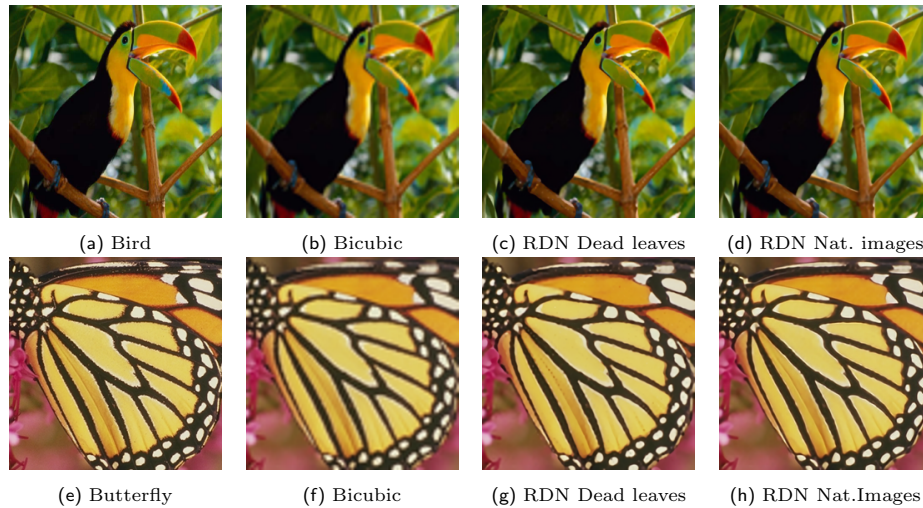 (a) Bird
(b) Bicubic
(c) RDN Dead leaves
(d) RDN Nat. images
(e) Butterfly
(f) Bicubic
(g) RDN Dead leaves
(h) RDN Nat.Images